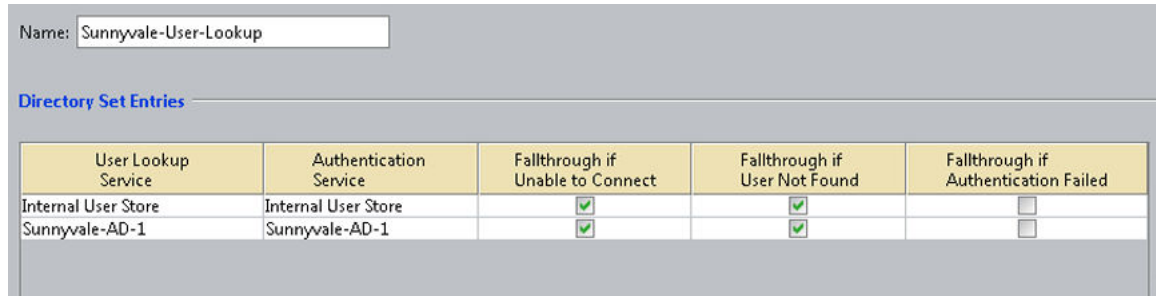 Name: Sunnyvale-User-Lookup
Directory Set Entries
User Lookup Service Authentication Service Fallthrough if Unable to Connect Fallthrough if User Not Found Fallthrough if Authentication Failed
Internal User Store Internal User Store
Sunnyvale-AD-1 Sunnyvale-AD-1